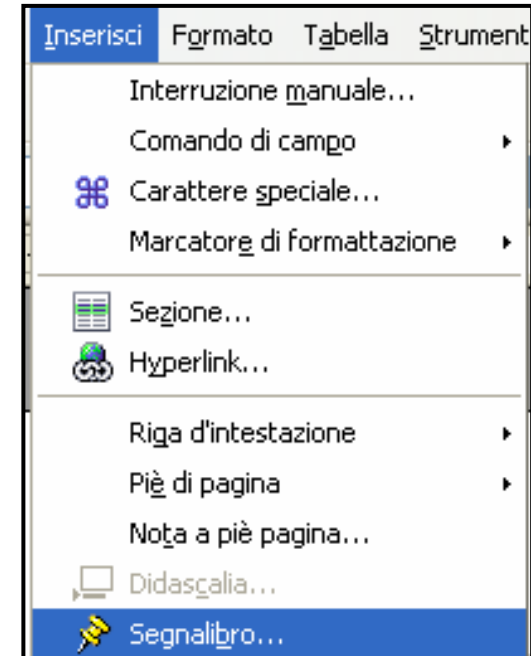 Inserisci Formato Tabella Strument
Interruzione manuale...
Comando di campo
Carattere speciale...
Marcatore di formattazione
Sezione...
Hyperlink...
Riga d'intestazione
Piè di pagina
Nota a piè pagina...
Didascalia...
Segnalibro...